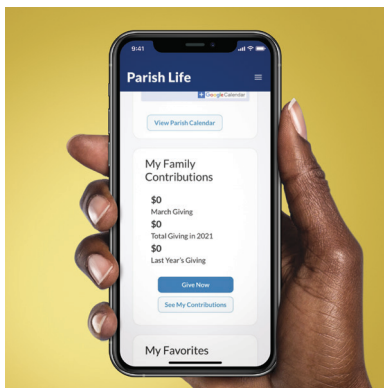 9:41
Parish Life
Google Calendar
View Parish Calendar
My Family
Contributions
$0
March Giving
$0
Total Giving in 2021
$0
Last Year's Giving
Give Now
See My Contributions
My Favorites